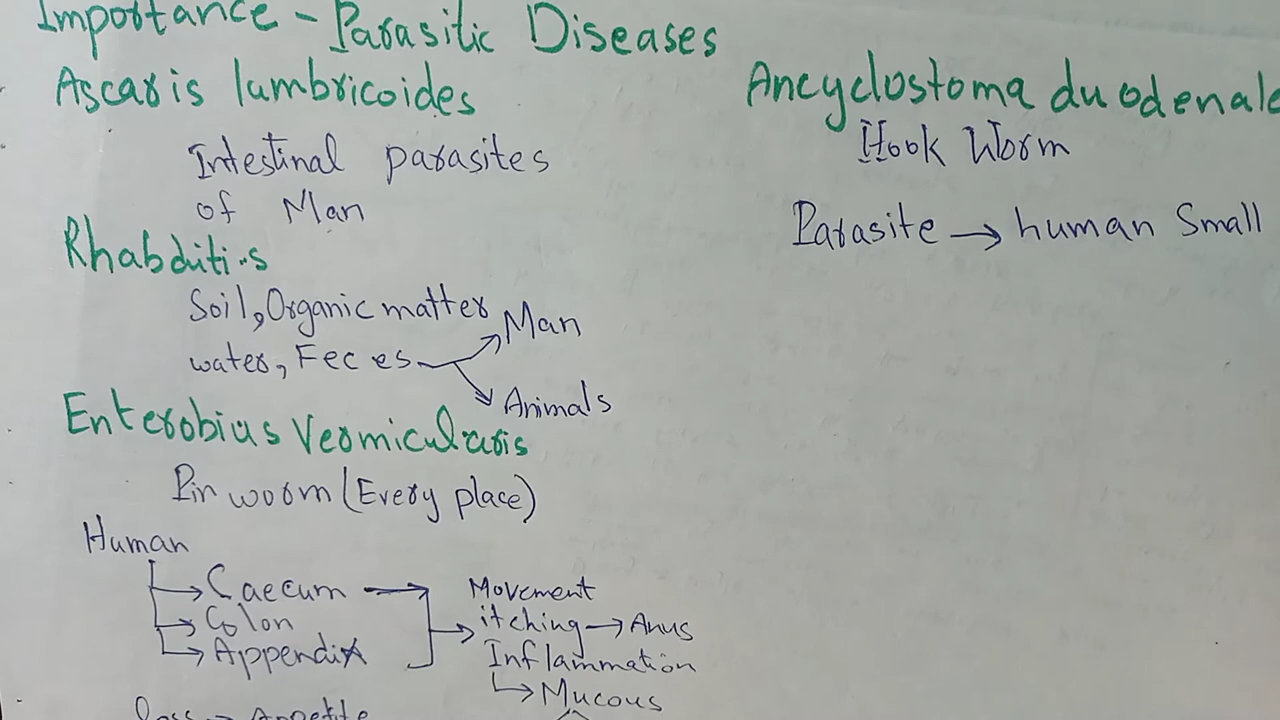 Importance - Parasitic Diseases
Ascaris lumbricoides
Intestinal parasites
of Man
Rhabditis
Soil, Organic matter
water, Feces → Man
→ Animals
Enterobius Vermicularis
Pin worm (Every place)
Human
→ Caecum →
→ Colon
→ Appendix
→ Movement
itching → Anus
Inflammation
→ Mucous
loss → Appetite
Ancyclostoma duodenale
Hook Worm
Parasite → human Small